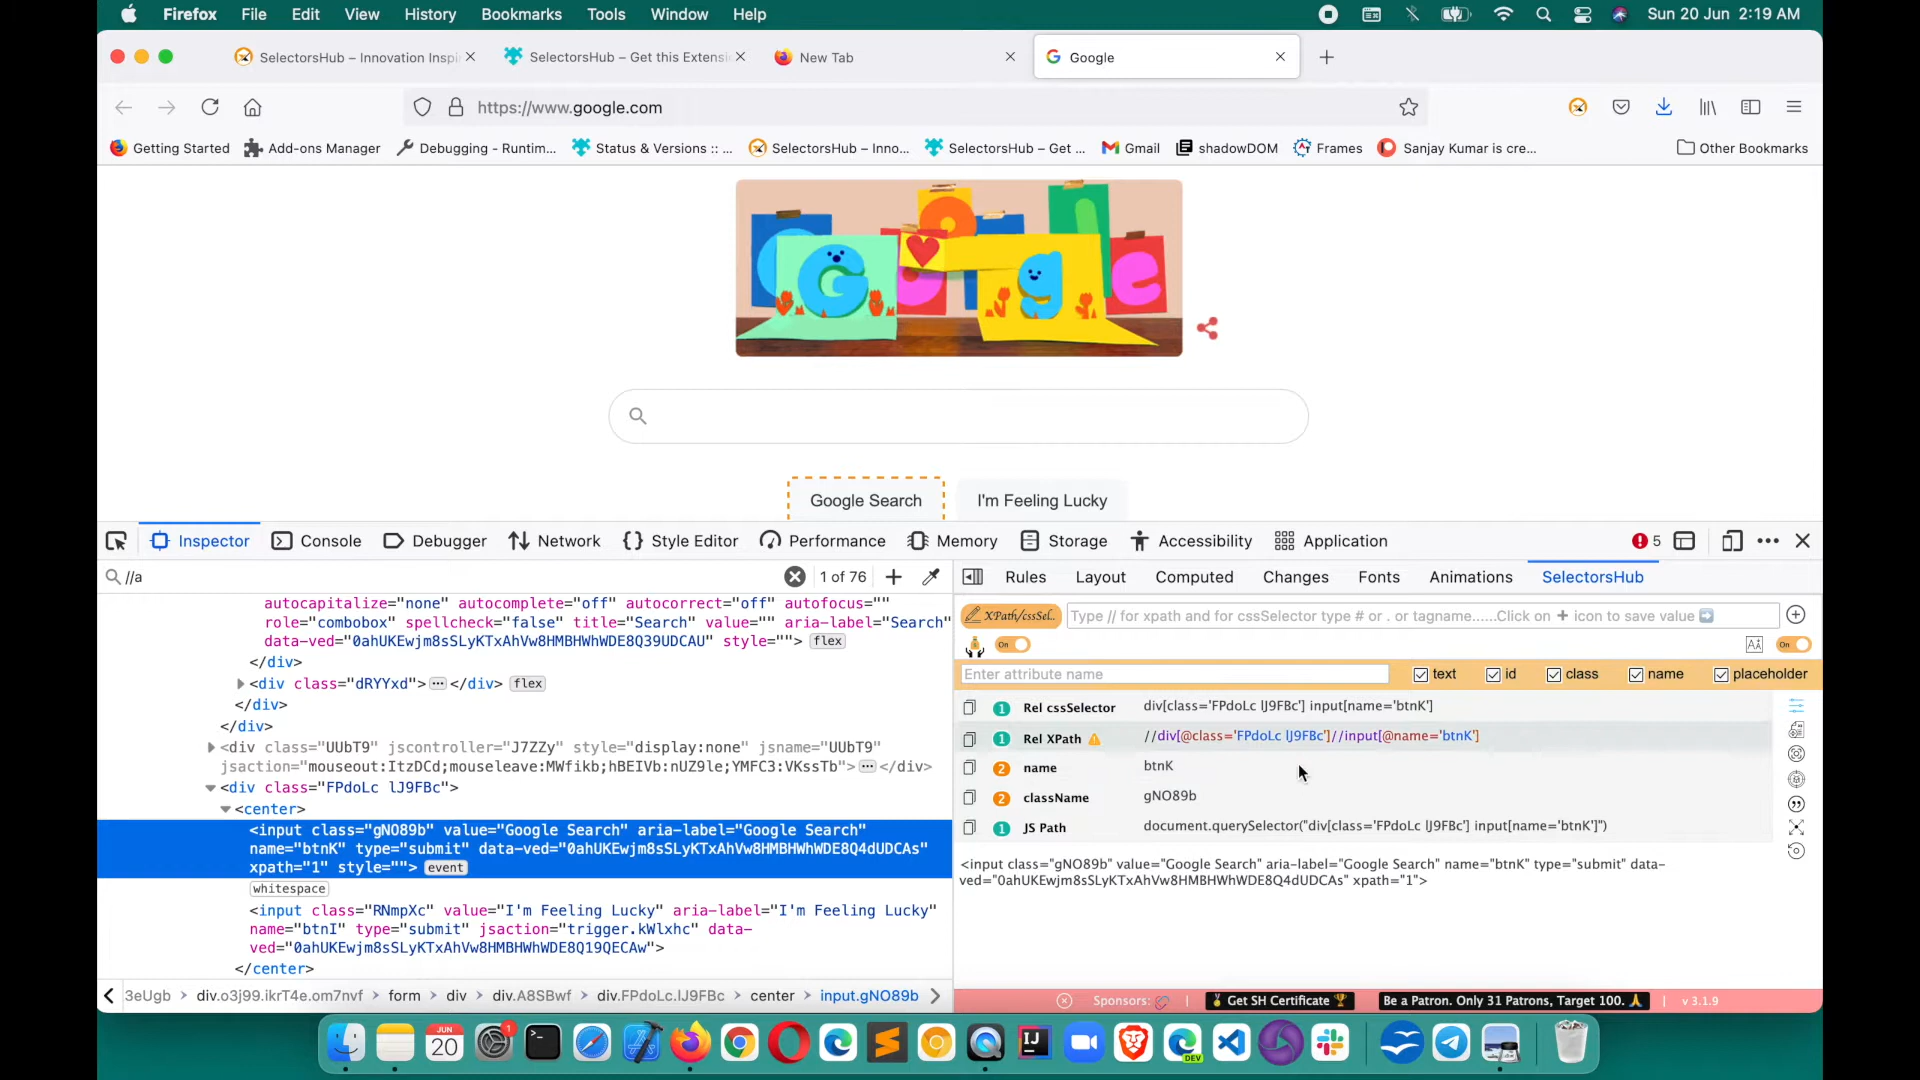 Firefox File Edit View History Bookmarks Tools Window Help Sun 20 Jun 2:19 AM
SelectorsHub – Innovation Inspi SelectorsHub – Get this Extensi New Tab Google
https://www.google.com
Getting Started Add-ons Manager Debugging - Runtim... Status & Versions :: ... SelectorsHub – Inno... SelectorsHub – Get ... Gmail shadowDOM Frames Sanjay Kumar is cre... Other Bookmarks
Google Search I'm Feeling Lucky
Inspector Console Debugger Network Style Editor Performance Memory Storage Accessibility Application 5
//a 1 of 76
Rules Layout Computed Changes Fonts Animations SelectorsHub
autocapitalize="none" autocomplete="off" autocorrect="off" autofocus=""
role="combobox" spellcheck="false" title="Search" value="" aria-label="Search"
data-ved="0ahUKEwjm8sSLyKTxAhVw8HMBHWhWDE8Q39UDCAU" style=""> flex
</div>
<div class="dRYYxd"> ••• </div> flex
</div>
</div>
<div class="UUbT9" jscontroller="J7ZZy" style="display:none" jsname="UUbT9"
jsaction="mouseout:ItzDCd;mouseleave:MWfikb;hBEIVb:nUZ9le;YMFC3:VKssTb"> ••• </div>
<div class="FPdoLc lJ9FBc">
<center>
<input class="gNO89b" value="Google Search" aria-label="Google Search"
name="btnK" type="submit" data-ved="0ahUKEwjm8sSLyKTxAhVw8HMBHWhWDE8Q4dUDCAs"
xpath="1" style=""> event
whitespace
<input class="RNmpXc" value="I'm Feeling Lucky" aria-label="I'm Feeling Lucky"
name="btnI" type="submit" jsaction="trigger.kWlxhc" data-
ved="0ahUKEwjm8sSLyKTxAhVw8HMBHWhWDE8Q19QECAw">
</center>
3eUgb div.o3j99.ikrT4e.om7nvf form div div.A8SBwf div.FPdoLc.lJ9FBc center input.gNO89b
XPath/cssSel.. Type // for xpath and for cssSelector type # or . or tagname......Click on + icon to save value
On On
Enter attribute name text id class name placeholder
1 Rel cssSelector div[class='FPdoLc lJ9FBc'] input[name='btnK']
1 Rel XPath //div[@class='FPdoLc lJ9FBc']//input[@name='btnK']
2 name btnK
2 className gNO89b
1 JS Path document.querySelector("div[class='FPdoLc lJ9FBc'] input[name='btnK']")
<input class="gNO89b" value="Google Search" aria-label="Google Search" name="btnK" type="submit" data-
ved="0ahUKEwjm8sSLyKTxAhVw8HMBHWhWDE8Q4dUDCAs" xpath="1">
Sponsors: | Get SH Certificate Be a Patron. Only 31 Patrons, Target 100. | v 3.1.9
JUN
20
1
IJ
DEV